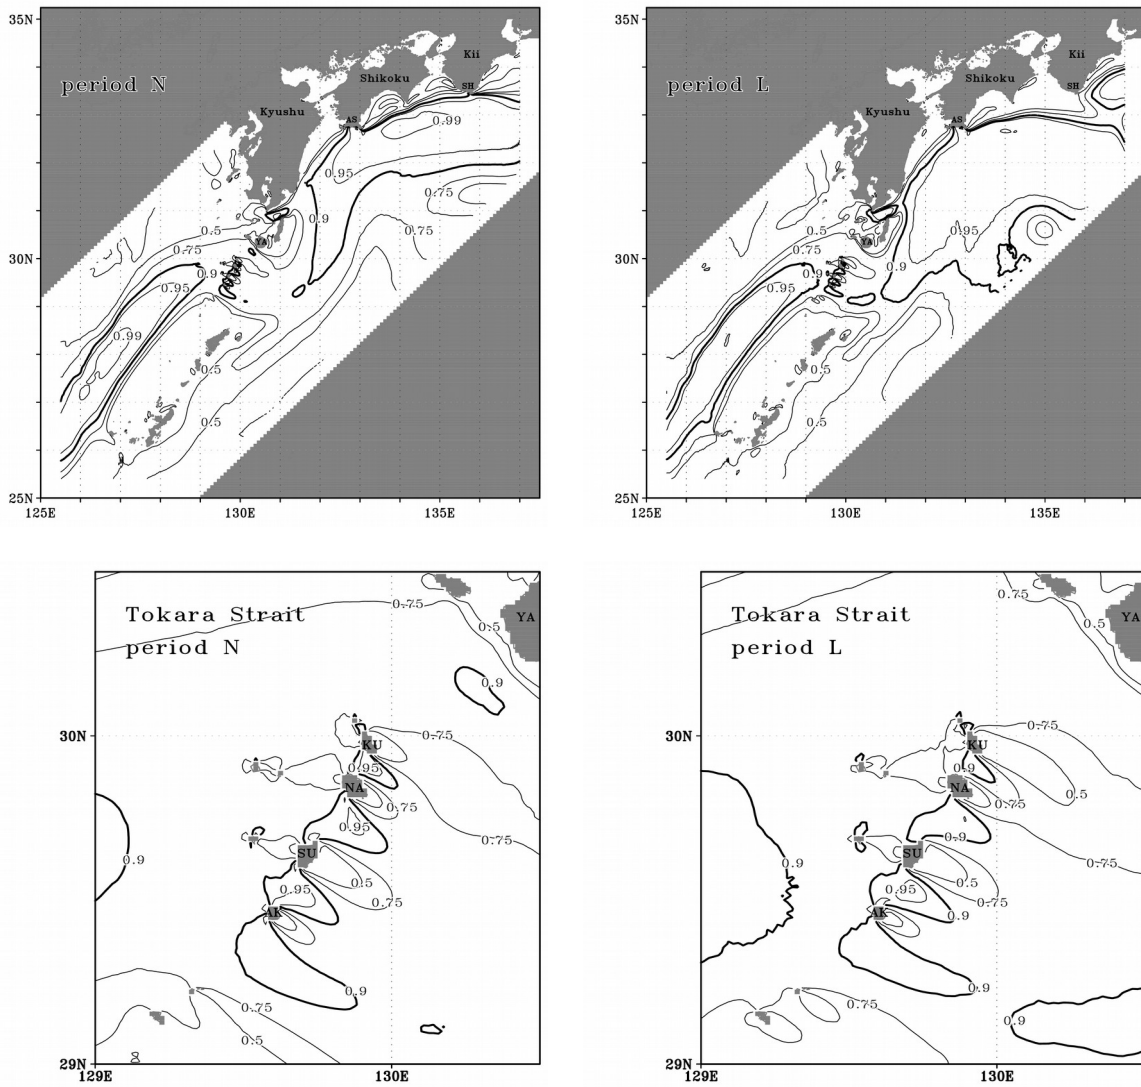 35N
period N
Kii
Shikoku
SH
Kyushu
AS
0.99
0.95
0.75
0.9
0.5
0.75
YA
0.75
30N
0.9
0.95
0.99
0.5
0.5
25N
125E
130E
135E
35N
period L
Kii
Shikoku
SH
Kyushu
AS
0.5
0.95
0.75
YA
30N
0.9
0.9
0.95
0.5
0.5
25N
125E
130E
135E
Tokara Strait
period N
0.75
YA
0.5
0.9
30N
0.75
KU
0.95
NA
0.75
0.95
0.75
0.9
SU
0.5
0.95
0.75
AK
0.9
0.75
0.5
29N
129E
130E
Tokara Strait
period L
0.75
YA
0.5
30N
0.75
KU
0.9
NA
0.5
0.75
0.9
SU
0.75
0.9
0.5
0.95
0.75
AK
0.9
0.9
0.75
0.9
29N
129E
130E